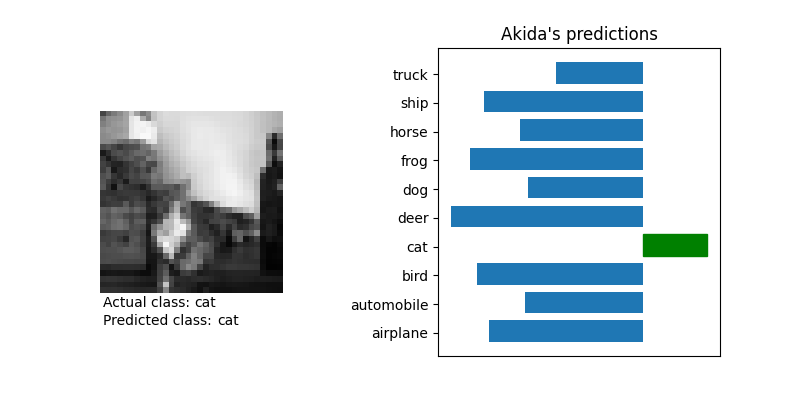 Akida's predictions
truck
ship
horse
frog
dog
deer
cat
bird
automobile
airplane
Actual class: cat
Predicted class: cat